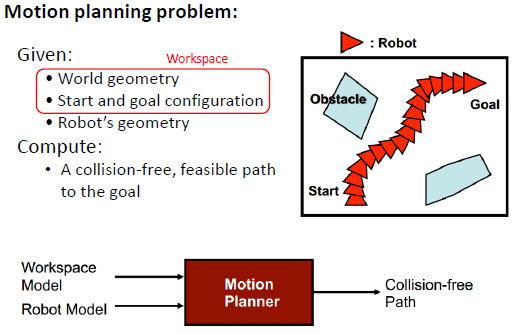 Motion planning problem:
Given:
Workspace
• World geometry
• Start and goal configuration
• Robot's geometry
Compute:
• A collision-free, feasible path
to the goal
: Robot
Obstacle
Goal
Start
Workspace
Model
Robot Model
Motion
Planner
Collision-free
Path